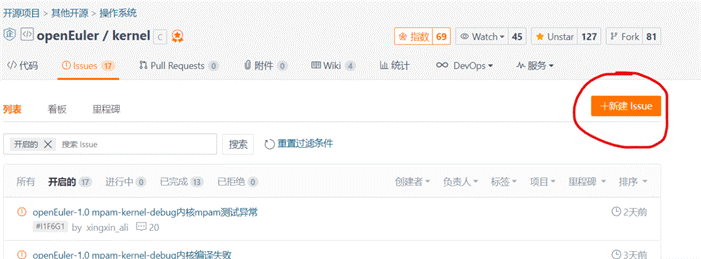 开源项目 > 其他开源 > 操作系统
openEuler / kernel C 指数 69 Watch 45 Unstar 127 Fork 81
代码 Issues 17 Pull Requests 0 附件 0 Wiki 4 统计 DevOps 服务
列表 看板 里程碑 +新建 Issue
开启的 X 搜索 Issue 搜索 重置过滤条件
所有 开启的 17 进行中 0 已完成 13 已拒绝 0 创建者 负责人 标签 项目 里程碑 排序
openEuler-1.0 mpam-kernel-debug内核mpam测试异常 2天前
#I1F6G1 by xingxin_ali 20
openEuler-1.0 mpam-kernel-debug内核编译失败 3天前